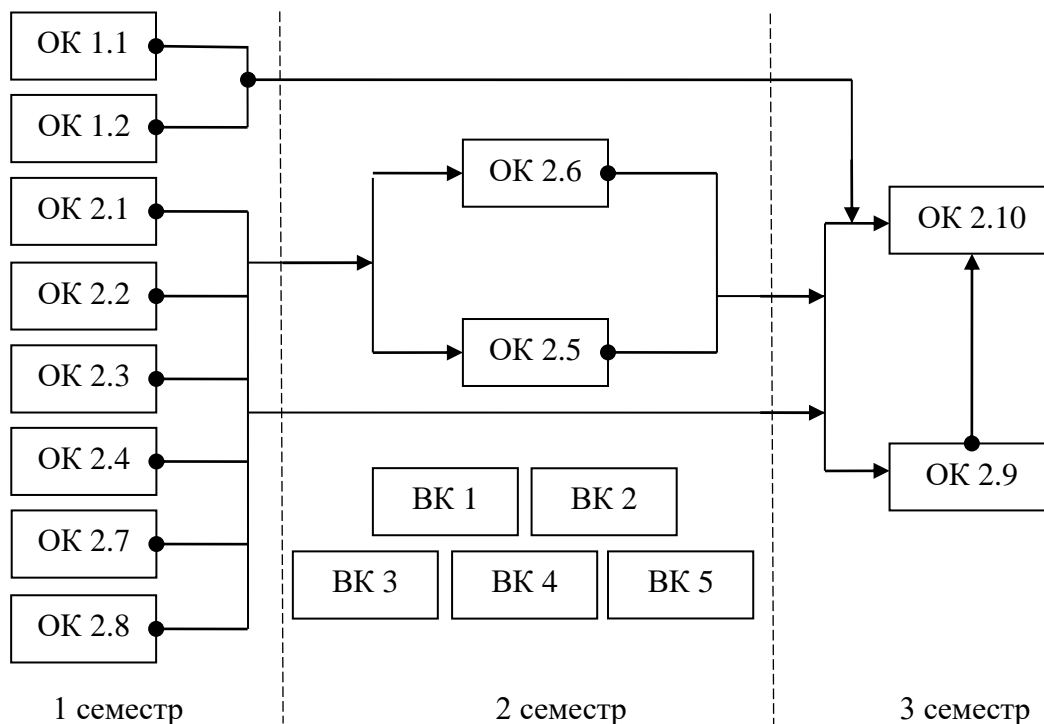 ОК 1.1
ОК 1.2
ОК 2.1
ОК 2.2
ОК 2.3
ОК 2.4
ОК 2.7
ОК 2.8
1 семестр
ОК 2.6
ОК 2.5
ВК 1
ВК 2
ВК 3
ВК 4
ВК 5
2 семестр
ОК 2.10
ОК 2.9
3 семестр